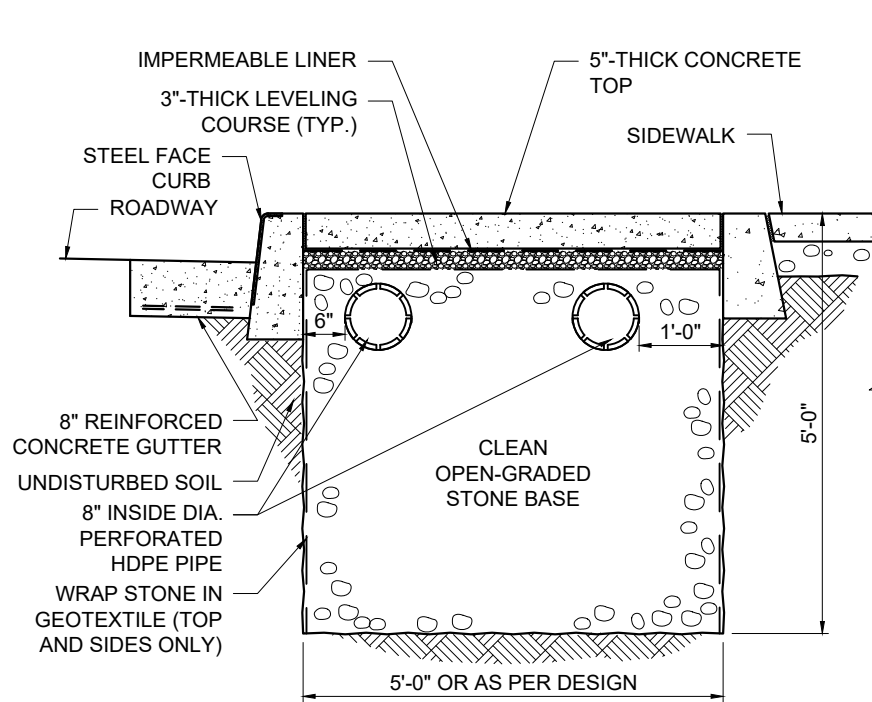 IMPERMEABLE LINER
3"-THICK LEVELING
COURSE (TYP.)
STEEL FACE
CURB
ROADWAY
5"-THICK CONCRETE
TOP
SIDEWALK
6"
1'-0"
5'-0"
8" REINFORCED
CONCRETE GUTTER
UNDISTURBED SOIL
8" INSIDE DIA.
PERFORATED
HDPE PIPE
WRAP STONE IN
GEOTEXTILE (TOP
AND SIDES ONLY)
CLEAN
OPEN-GRADED
STONE BASE
5'-0" OR AS PER DESIGN